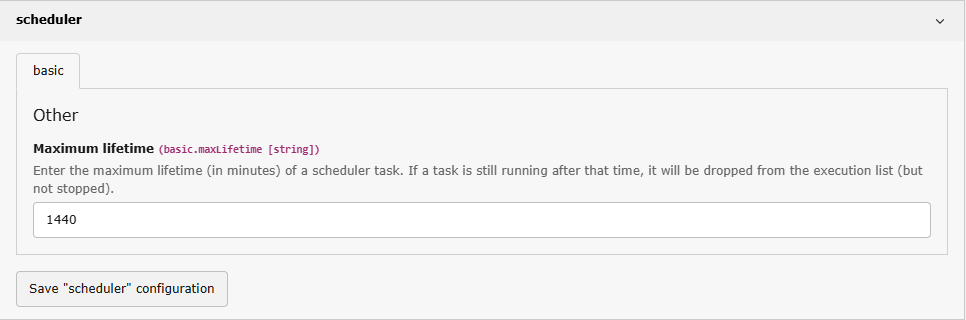 scheduler
basic
Other
Maximum lifetime (basic.maxLifetime [string])
Enter the maximum lifetime (in minutes) of a scheduler task. If a task is still running after that time, it will be dropped from the execution list (but
not stopped).
1440
Save "scheduler" configuration